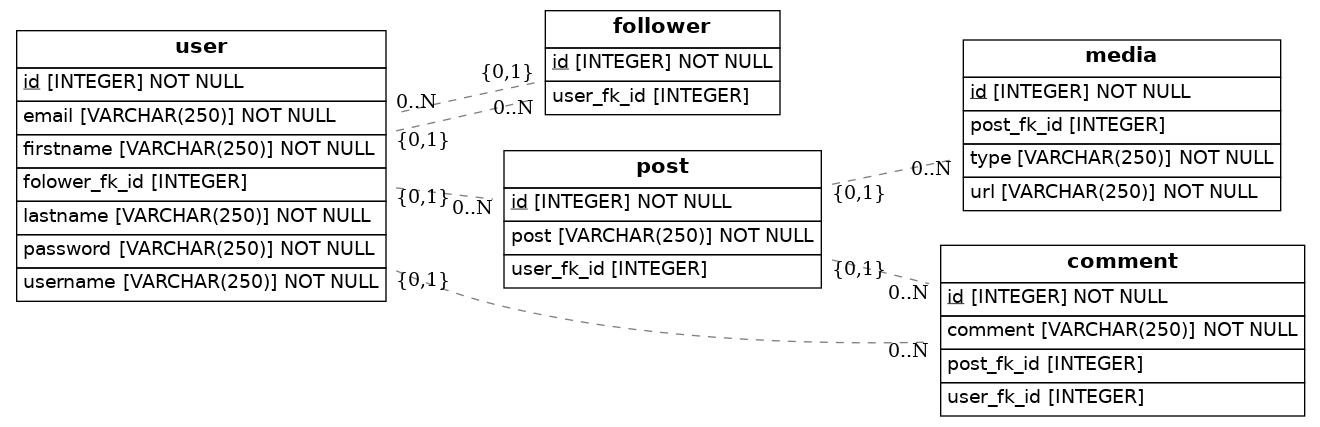 user
id [INTEGER] NOT NULL
email [VARCHAR(250)] NOT NULL
firstname [VARCHAR(250)] NOT NULL
folower_fk_id [INTEGER]
lastname [VARCHAR(250)] NOT NULL
password [VARCHAR(250)] NOT NULL
username [VARCHAR(250)] NOT NULL
{0,1}
0..N
0..N
{0,1}
{0,1}
0..N
{0,1}
0..N
follower
id [INTEGER] NOT NULL
user_fk_id [INTEGER]
post
id [INTEGER] NOT NULL
post [VARCHAR(250)] NOT NULL
user_fk_id [INTEGER]
0..N
{0,1}
{0,1}
0..N
media
id [INTEGER] NOT NULL
post_fk_id [INTEGER]
type [VARCHAR(250)] NOT NULL
url [VARCHAR(250)] NOT NULL
comment
id [INTEGER] NOT NULL
comment [VARCHAR(250)] NOT NULL
post_fk_id [INTEGER]
user_fk_id [INTEGER]